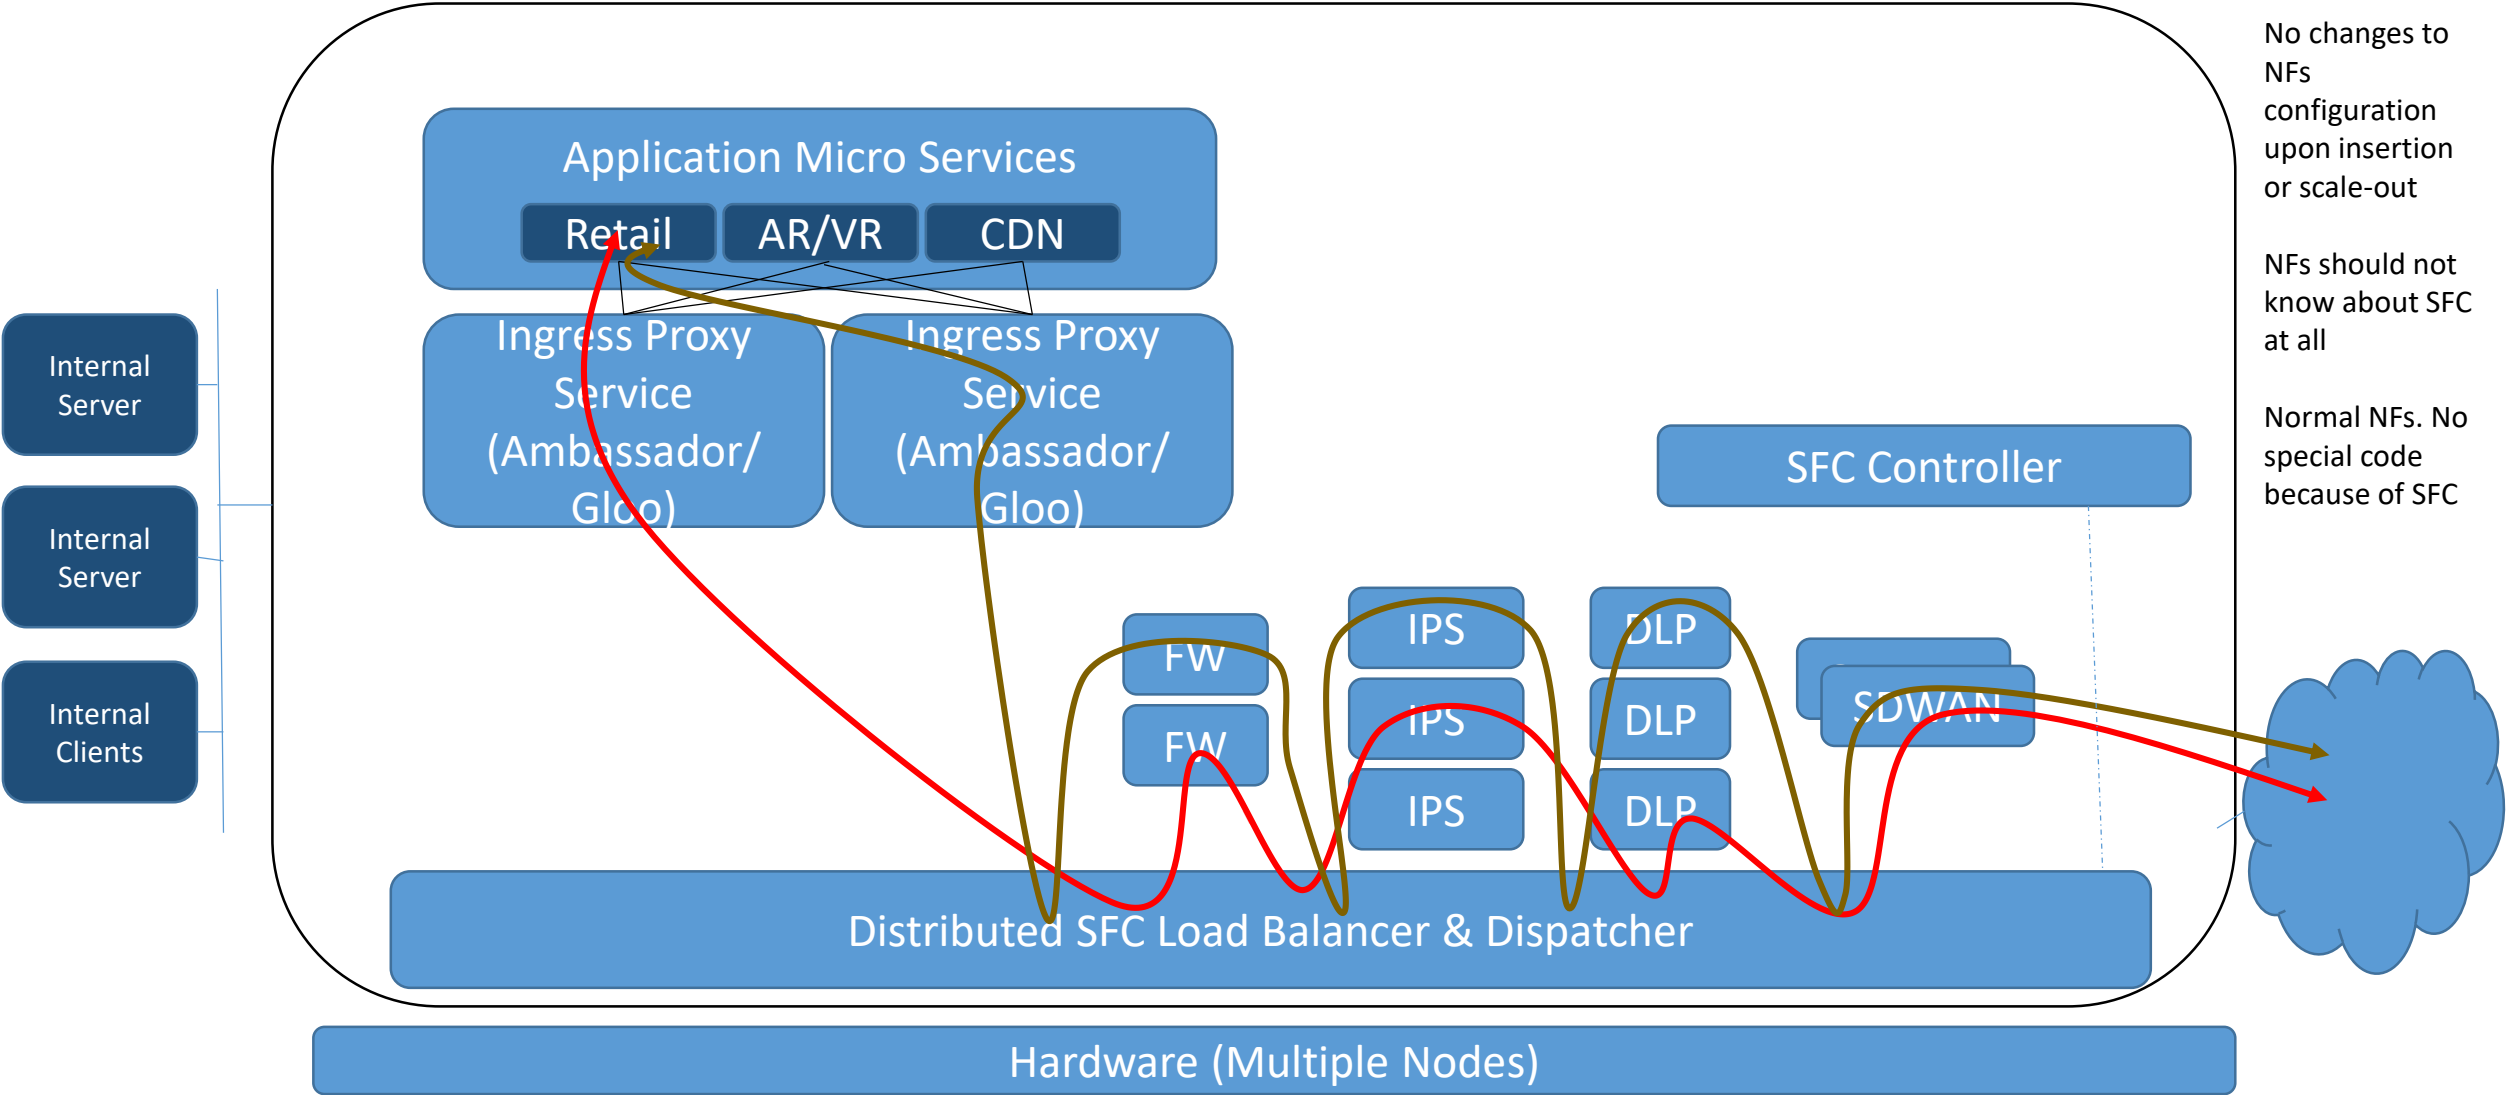 No changes to
NFs
configuration
upon insertion
or scale-out
NFs should not
know about SFC
at all
Normal NFs. No
special code
because of SFC
Application Micro Services
Retail
AR/VR
CDN
Ingress Proxy
Service
(Ambassador/
Gloo)
Ingress Proxy
Service
(Ambassador/
Gloo)
Internal
Server
Internal
Server
Internal
Clients
SFC Controller
FW
FW
IPS
IPS
IPS
DLP
DLP
DLP
SDWAN
Distributed SFC Load Balancer & Dispatcher
Hardware (Multiple Nodes)